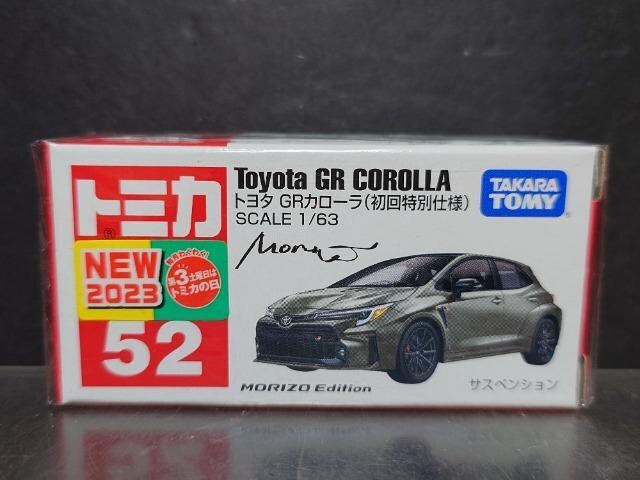 トミカ
Toyota GR COROLLA
トヨタ GRカローラ(初回特別仕様)
SCALE 1/63
TAKARA
TOMY
Morizo
NEW
2023
第3土曜日は
トミカの日
52
MORIZO Edition
サスペンション